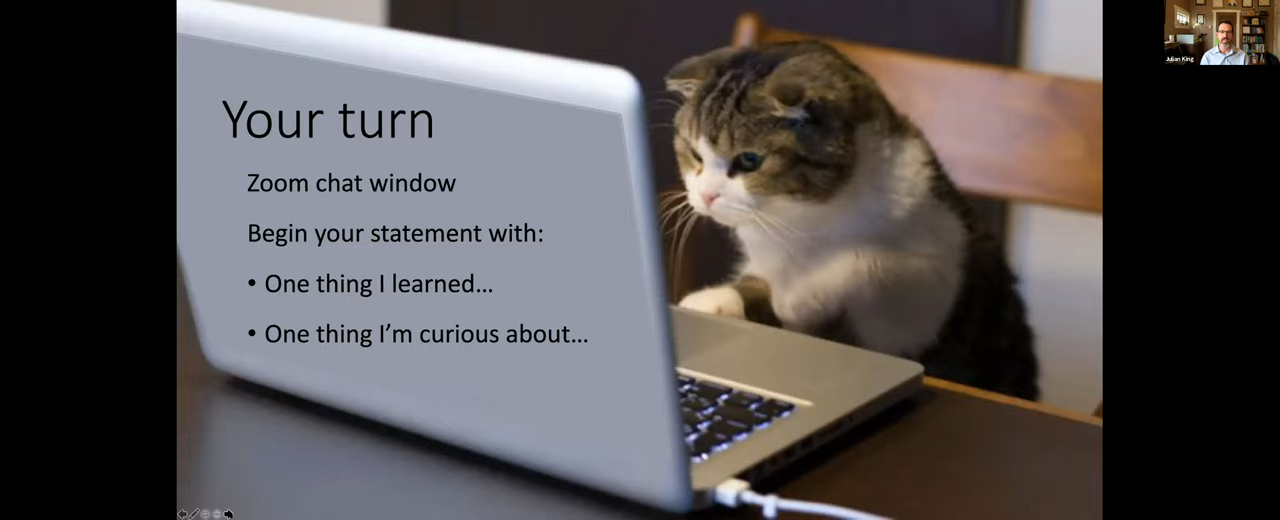 Your turn
Zoom chat window
Begin your statement with:
• One thing I learned...
• One thing I'm curious about...
Julian King